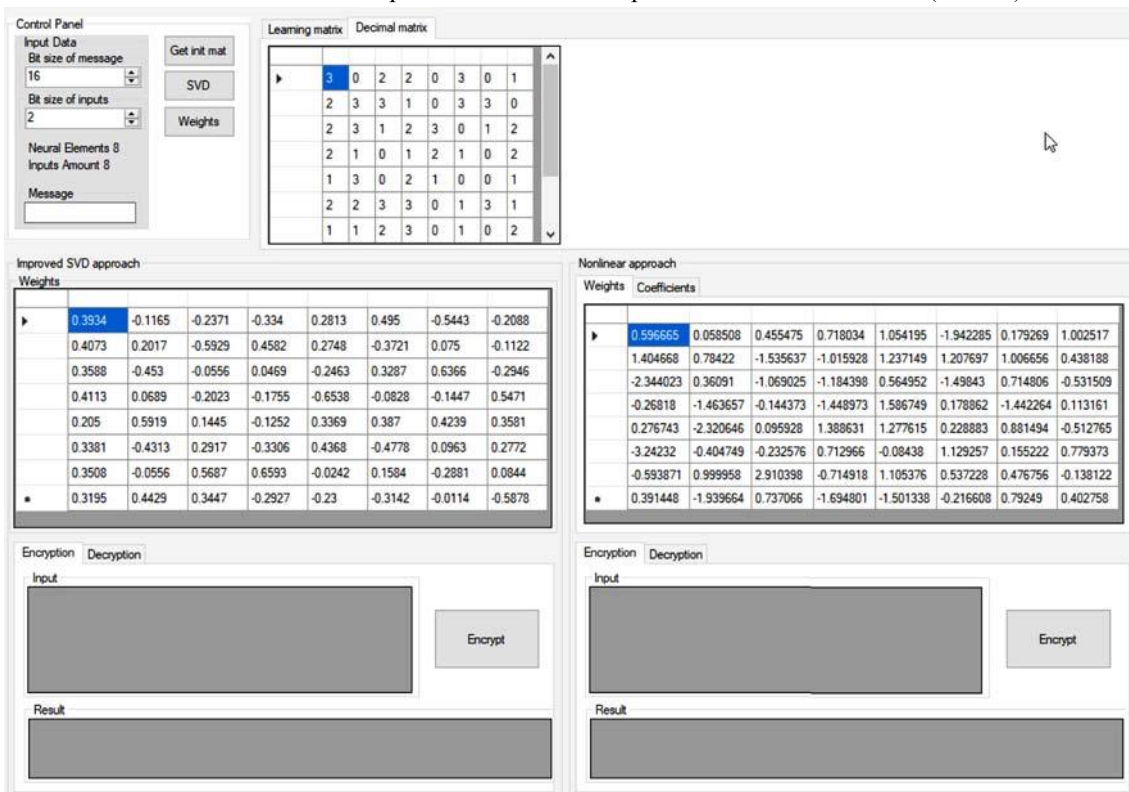 Control Panel
Input Data
Bit size of message
16
Bit size of inputs
2
Neural Elements 8
Inputs Amount 8
Message
Get init mat
SVD
Weights
Learning matrix Decimal matrix
3 0 2 2 0 3 0 1
2 3 3 1 0 3 3 0
2 3 1 2 3 0 1 2
2 1 0 1 2 1 0 2
1 3 0 2 1 0 0 1
2 2 3 3 0 1 3 1
1 1 2 3 0 1 0 2
Improved SVD approach
Weights
0.3934 -0.1165 -0.2371 -0.334 0.2813 0.495 -0.5443 -0.2088
0.4073 0.2017 -0.5929 0.4582 0.2748 -0.3721 0.075 -0.1122
0.3588 -0.453 -0.0556 0.0469 -0.2463 0.3287 0.6366 -0.2946
0.4113 0.0689 -0.2023 -0.1755 -0.6538 -0.0828 -0.1447 0.5471
0.205 0.5919 0.1445 -0.1252 0.3369 0.387 0.4239 0.3581
0.3381 -0.4313 0.2917 -0.3306 0.4368 -0.4778 0.0963 0.2772
0.3508 -0.0556 0.5687 0.6593 -0.0242 0.1584 -0.2881 0.0844
0.3195 0.4429 0.3447 -0.2927 -0.23 -0.3142 -0.0114 -0.5878
Encryption Decryption
Input
Encrypt
Result
Nonlinear approach
Weights Coefficients
0.596665 0.058508 0.455475 0.718034 1.054195 -1.942285 0.179269 1.002517
1.404668 0.78422 -1.535637 -1.015928 1.237149 1.207697 1.006656 0.438188
-2.344023 0.36091 -1.069025 -1.184398 0.564952 -1.49843 0.714806 -0.531509
-0.26818 -1.463657 -0.144373 -1.448973 1.586749 0.178862 -1.442264 0.113161
0.276743 -2.320646 0.095928 1.388631 1.277615 0.228883 0.881494 -0.512765
-3.24232 -0.404749 -0.232576 0.712966 -0.08438 1.129257 0.155222 0.779373
-0.593871 0.999958 2.910398 -0.714918 1.105376 0.537228 0.476756 -0.138122
0.391448 -1.939664 0.737066 -1.694801 -1.501338 -0.216608 0.79249 0.402758
Encryption Decryption
Input
Encrypt
Result